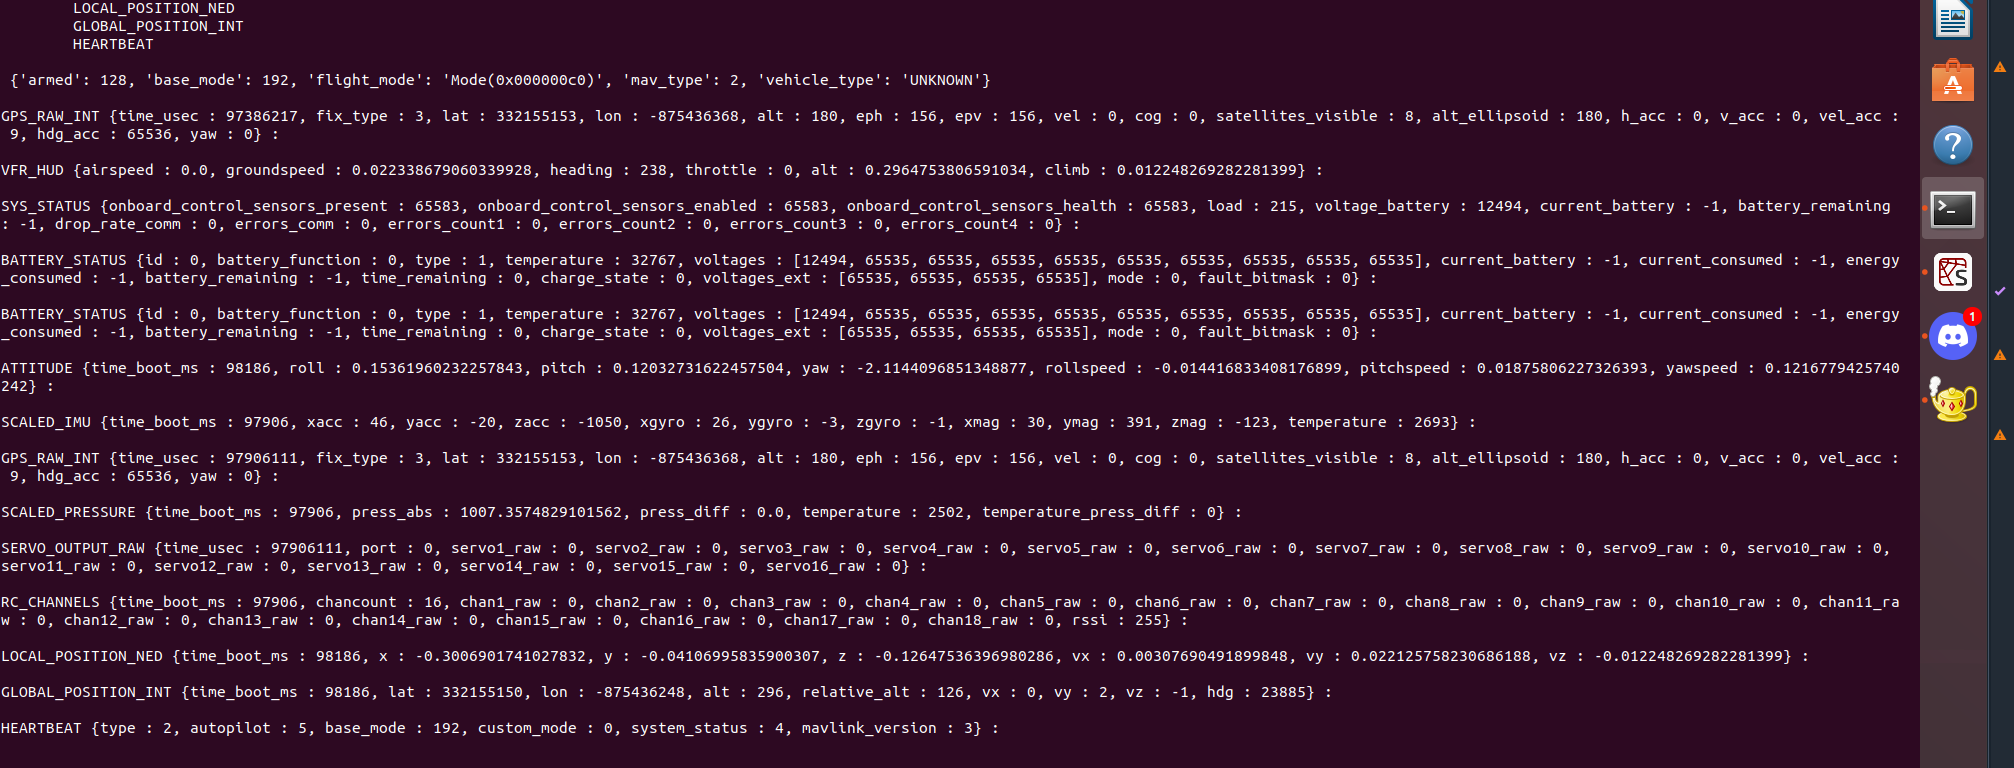 LOCAL_POSITION_NED
GLOBAL_POSITION_INT
HEARTBEAT
{'armed': 128, 'base_mode': 192, 'flight_mode': 'Mode(0x000000c0)', 'mav_type': 2, 'vehicle_type': 'UNKNOWN'}
GPS_RAW_INT {time_usec : 97386217, fix_type : 3, lat : 332155153, lon : -875436368, alt : 180, eph : 156, epv : 156, vel : 0, cog : 0, satellites_visible : 8, alt_ellipsoid : 180, h_acc : 0, v_acc : 0, vel_acc :
9, hdg_acc : 65536, yaw : 0} :
VFR_HUD {airspeed : 0.0, groundspeed : 0.022338679060339928, heading : 238, throttle : 0, alt : 0.2964753806591034, climb : 0.012248269282281399} :
SYS_STATUS {onboard_control_sensors_present : 65583, onboard_control_sensors_enabled : 65583, onboard_control_sensors_health : 65583, load : 215, voltage_battery : 12494, current_battery : -1, battery_remaining
: -1, drop_rate_comm : 0, errors_comm : 0, errors_count1 : 0, errors_count2 : 0, errors_count3 : 0, errors_count4 : 0} :
BATTERY_STATUS {id : 0, battery_function : 0, type : 1, temperature : 32767, voltages : [12494, 65535, 65535, 65535, 65535, 65535, 65535, 65535, 65535, 65535], current_battery : -1, current_consumed : -1, energy
_consumed : -1, battery_remaining : -1, time_remaining : 0, charge_state : 0, voltages_ext : [65535, 65535, 65535, 65535], mode : 0, fault_bitmask : 0} :
BATTERY_STATUS {id : 0, battery_function : 0, type : 1, temperature : 32767, voltages : [12494, 65535, 65535, 65535, 65535, 65535, 65535, 65535, 65535, 65535], current_battery : -1, current_consumed : -1, energy
_consumed : -1, battery_remaining : -1, time_remaining : 0, charge_state : 0, voltages_ext : [65535, 65535, 65535, 65535], mode : 0, fault_bitmask : 0} :
ATTITUDE {time_boot_ms : 98186, roll : 0.15361960232257843, pitch : 0.12032731622457504, yaw : -2.1144096851348877, rollspeed : -0.014416833408176899, pitchspeed : 0.01875806227326393, yawspeed : 0.1216779425740
242} :
SCALED_IMU {time_boot_ms : 97906, xacc : 46, yacc : -20, zacc : -1050, xgyro : 26, ygyro : -3, zgyro : -1, xmag : 30, ymag : 391, zmag : -123, temperature : 2693} :
GPS_RAW_INT {time_usec : 97906111, fix_type : 3, lat : 332155153, lon : -875436368, alt : 180, eph : 156, epv : 156, vel : 0, cog : 0, satellites_visible : 8, alt_ellipsoid : 180, h_acc : 0, v_acc : 0, vel_acc :
9, hdg_acc : 65536, yaw : 0} :
SCALED_PRESSURE {time_boot_ms : 97906, press_abs : 1007.3574829101562, press_diff : 0.0, temperature : 2502, temperature_press_diff : 0} :
SERVO_OUTPUT_RAW {time_usec : 97906111, port : 0, servo1_raw : 0, servo2_raw : 0, servo3_raw : 0, servo4_raw : 0, servo5_raw : 0, servo6_raw : 0, servo7_raw : 0, servo8_raw : 0, servo9_raw : 0, servo10_raw : 0,
servo11_raw : 0, servo12_raw : 0, servo13_raw : 0, servo14_raw : 0, servo15_raw : 0, servo16_raw : 0} :
RC_CHANNELS {time_boot_ms : 97906, chancount : 16, chan1_raw : 0, chan2_raw : 0, chan3_raw : 0, chan4_raw : 0, chan5_raw : 0, chan6_raw : 0, chan7_raw : 0, chan8_raw : 0, chan9_raw : 0, chan10_raw : 0, chan11_ra
w : 0, chan12_raw : 0, chan13_raw : 0, chan14_raw : 0, chan15_raw : 0, chan16_raw : 0, chan17_raw : 0, chan18_raw : 0, rssi : 255} :
LOCAL_POSITION_NED {time_boot_ms : 98186, x : -0.3006901741027832, y : -0.04106995835900307, z : -0.12647536396980286, vx : 0.00307690491899848, vy : 0.022125758230686188, vz : -0.012248269282281399} :
GLOBAL_POSITION_INT {time_boot_ms : 98186, lat : 332155150, lon : -875436248, alt : 296, relative_alt : 126, vx : 0, vy : 2, vz : -1, hdg : 23885} :
HEARTBEAT {type : 2, autopilot : 5, base_mode : 192, custom_mode : 0, system_status : 4, mavlink_version : 3} :
1